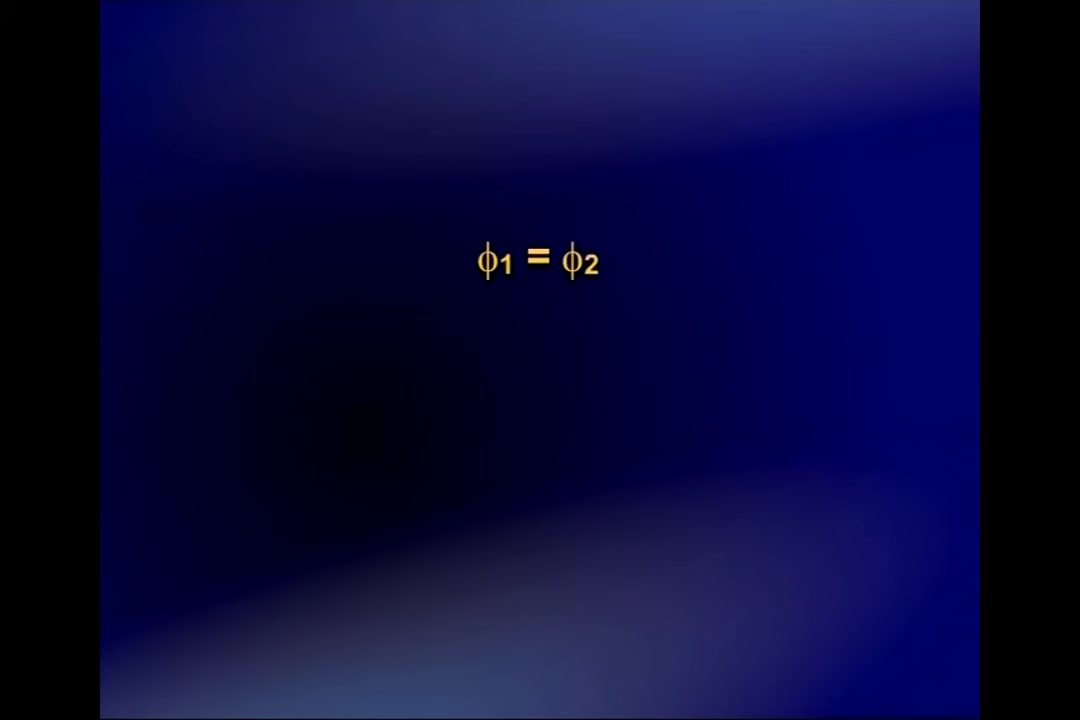 ϕ₁ = ϕ₂